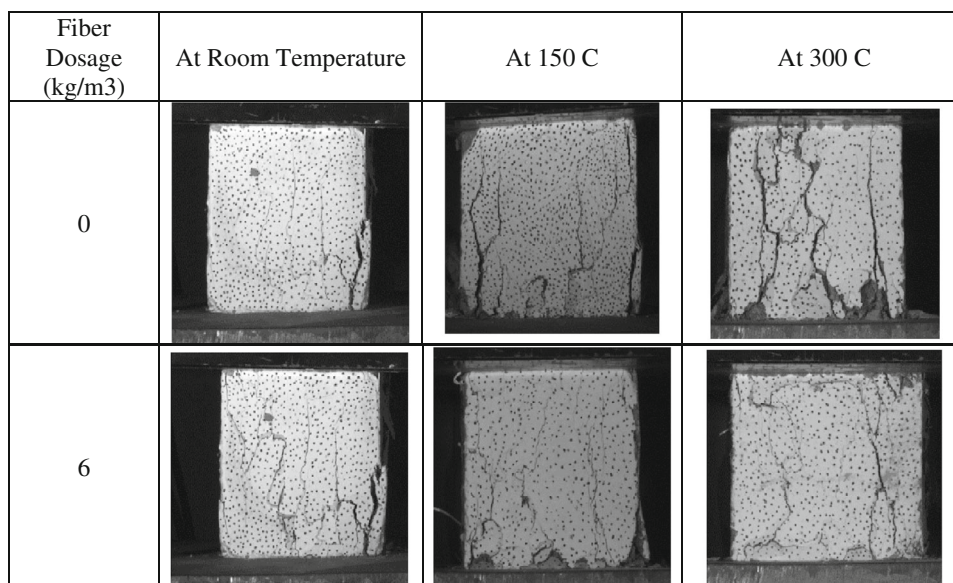 Fiber
Dosage
(kg/m3)
At Room Temperature
At 150 C
At 300 C
0
6